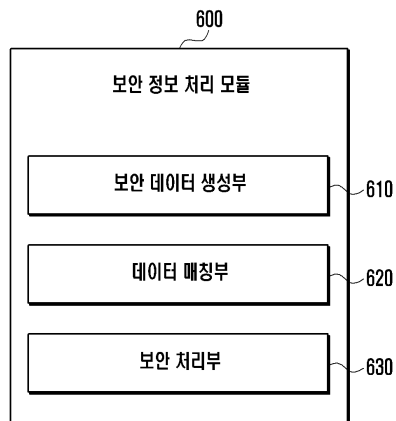 600
보안 정보 처리 모듈
보안 데이터 생성부
610
데이터 매칭부
620
보안 처리부
630